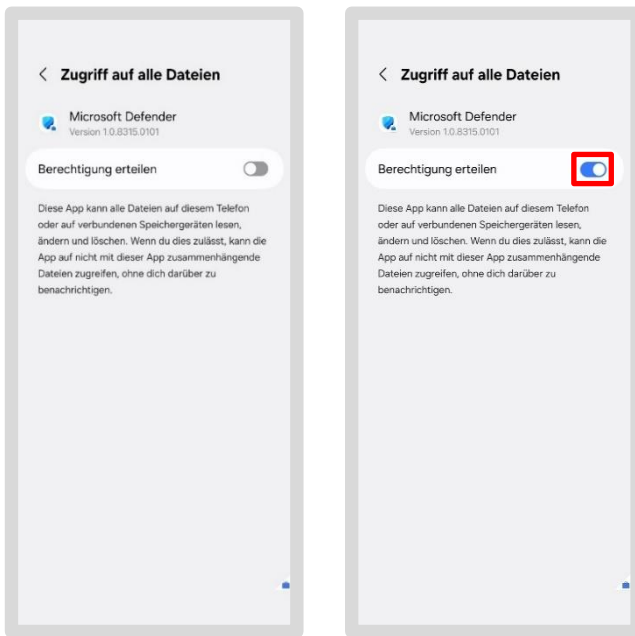 Zugriff auf alle Dateien
Microsoft Defender
Version 1.0.8315.0101
Berechtigung erteilen
Diese App kann alle Dateien auf diesem Telefon
oder auf verbundenen Speichergeräten lesen,
ändern und löschen. Wenn du dies zulässt, kann die
App auf nicht mit dieser App zusammenhängende
Dateien zugreifen, ohne dich darüber zu
benachrichtigen.
Zugriff auf alle Dateien
Microsoft Defender
Version 1.0.8315.0101
Berechtigung erteilen
Diese App kann alle Dateien auf diesem Telefon
oder auf verbundenen Speichergeräten lesen,
ändern und löschen. Wenn du dies zulässt, kann die
App auf nicht mit dieser App zusammenhängende
Dateien zugreifen, ohne dich darüber zu
benachrichtigen.